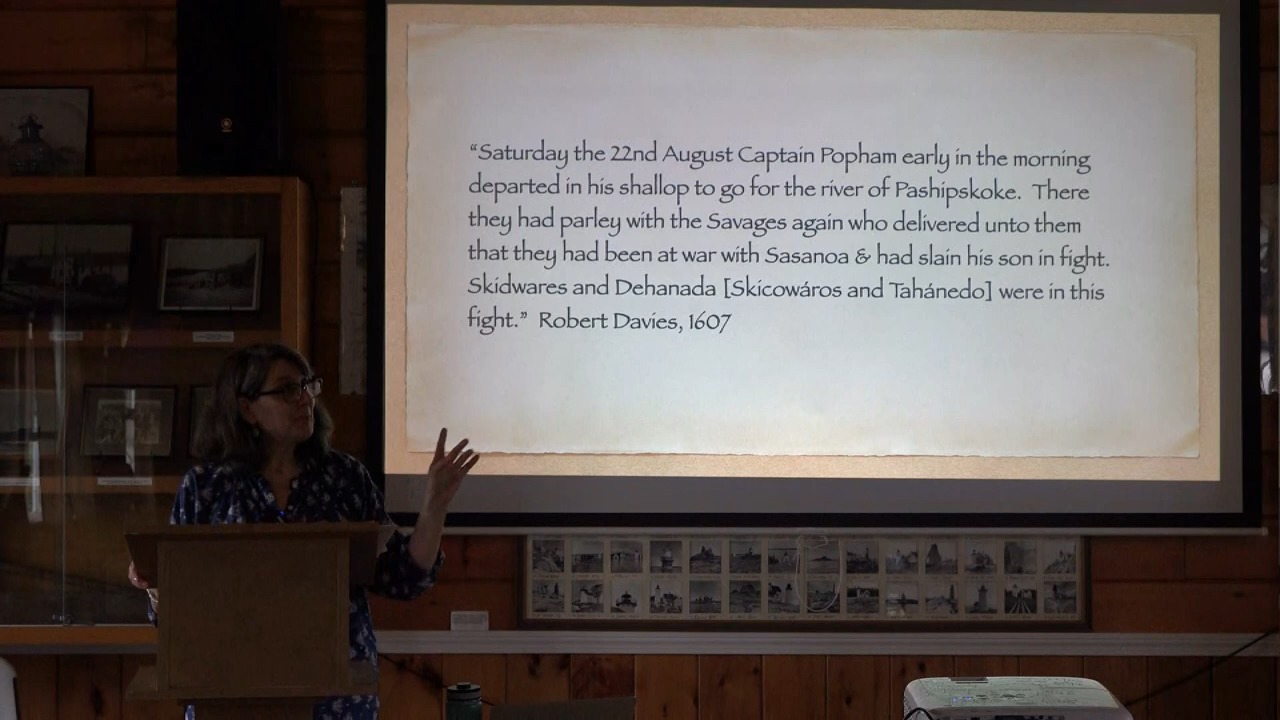 “Saturday the 22nd August Captain Popham early in the morning
departed in his shallop to go for the river of Pashipskoke.  There
they had parley with the Savages again who delivered unto them
that they had been at war with Sasanoa & had slain his son in fight.
Skidwares and Dehanada [Skicowáros and Tahánedo] were in this
fight.”  Robert Davies, 1607